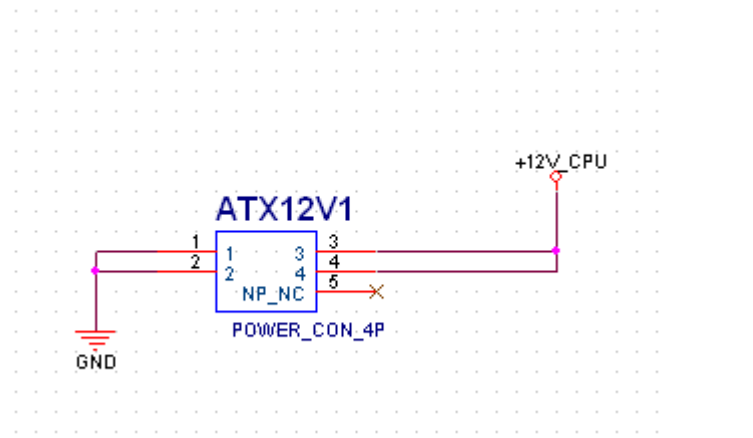 +12V_CPU
ATX12V1
1 1 3 3
2 2 4 4
NP_NC 5
POWER_CON_4P
GND